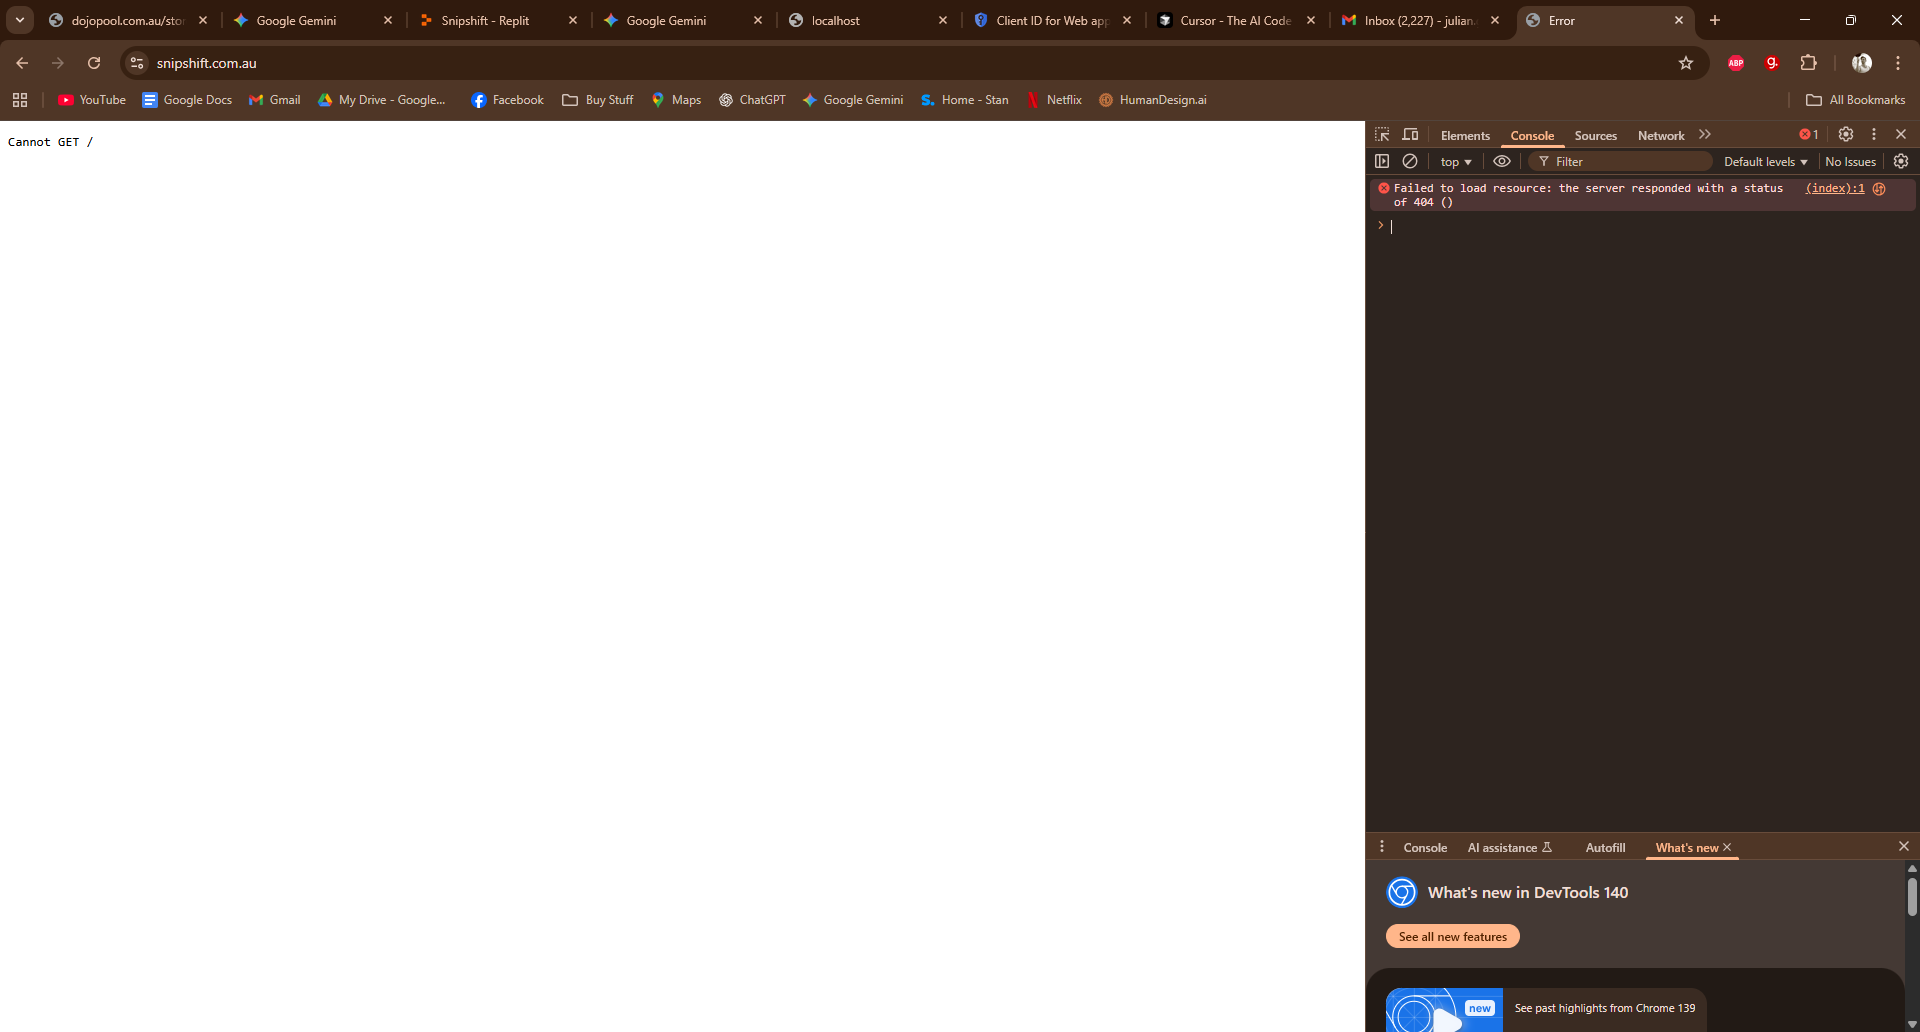 dojopool.com.au/stor
Google Gemini
Snipshift - Replit
Google Gemini
localhost
Client ID for Web app
Cursor - The AI Code
Inbox (2,227) - julian.
Error
snipshift.com.au
ABP
g.
YouTube
Google Docs
Gmail
My Drive - Google...
Facebook
Buy Stuff
Maps
ChatGPT
Google Gemini
S. Home - Stan
Netflix
HumanDesign.ai
All Bookmarks
Cannot GET /
Elements
Console
Sources
Network
1
top
Filter
Default levels
No Issues
Failed to load resource: the server responded with a status (index):1
of 404 ()
Console
AI assistance
Autofill
What's new
What's new in DevTools 140
See all new features
new
See past highlights from Chrome 139